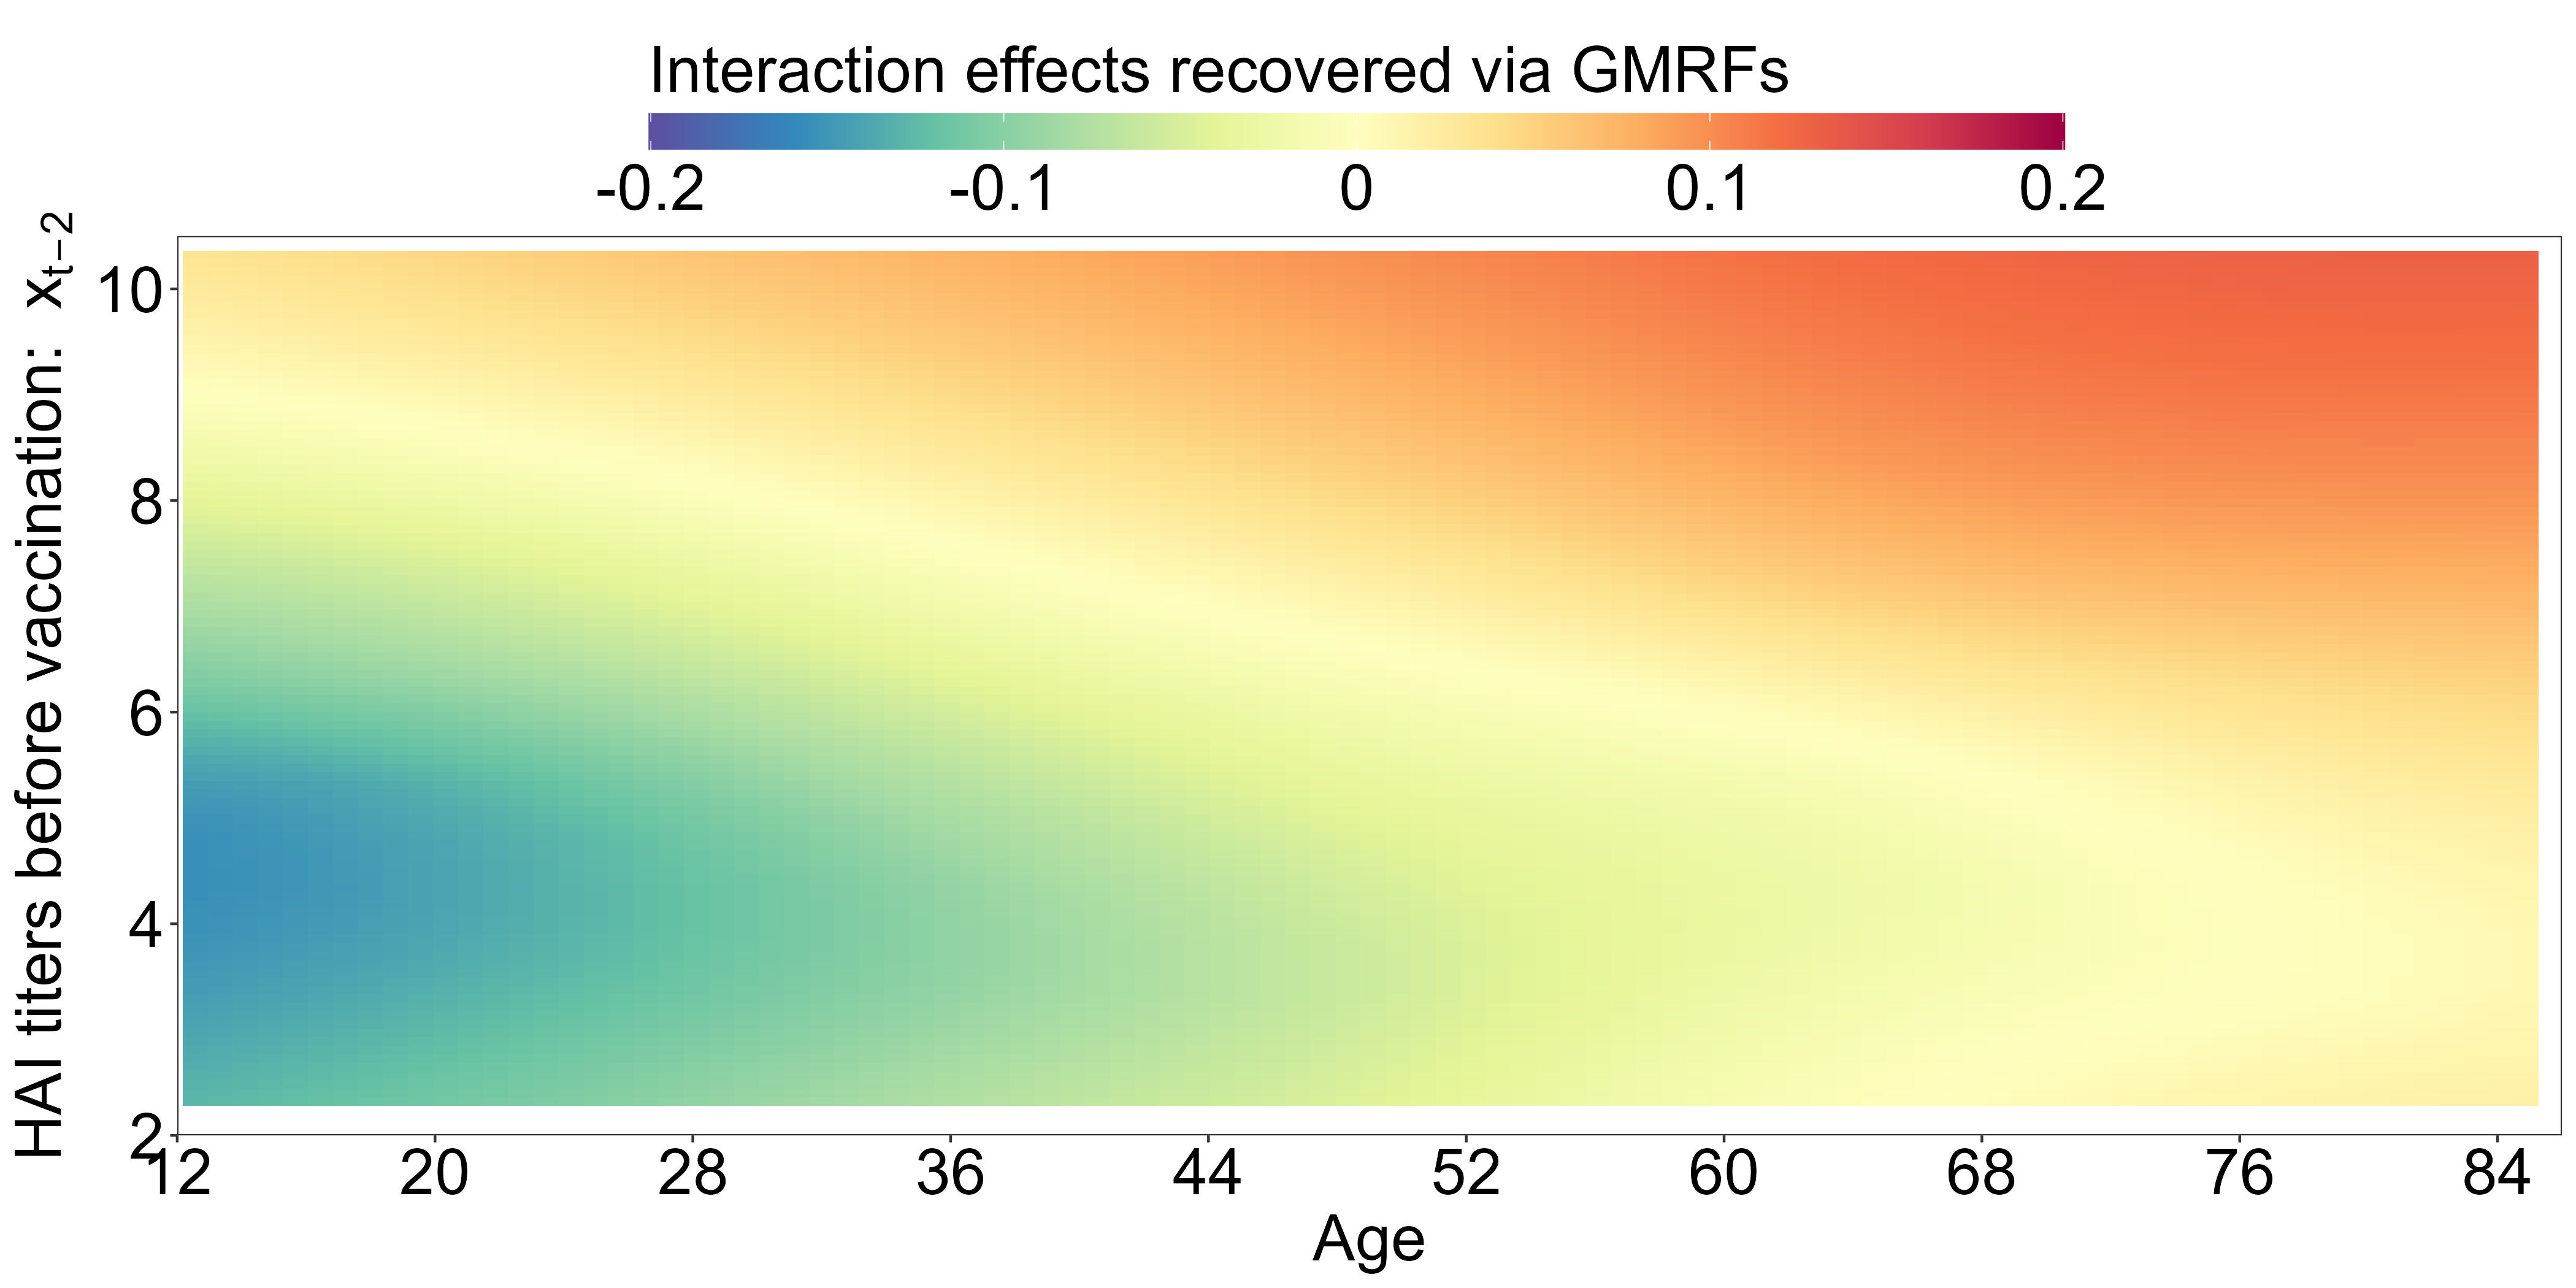 Interaction effects recovered via GMRFs
-0.2 -0.1 0 0.1 0.2
HAI titers before vaccination: xt−2
10
8
6
4
2
12 20 28 36 44 52 60 68 76 84
Age